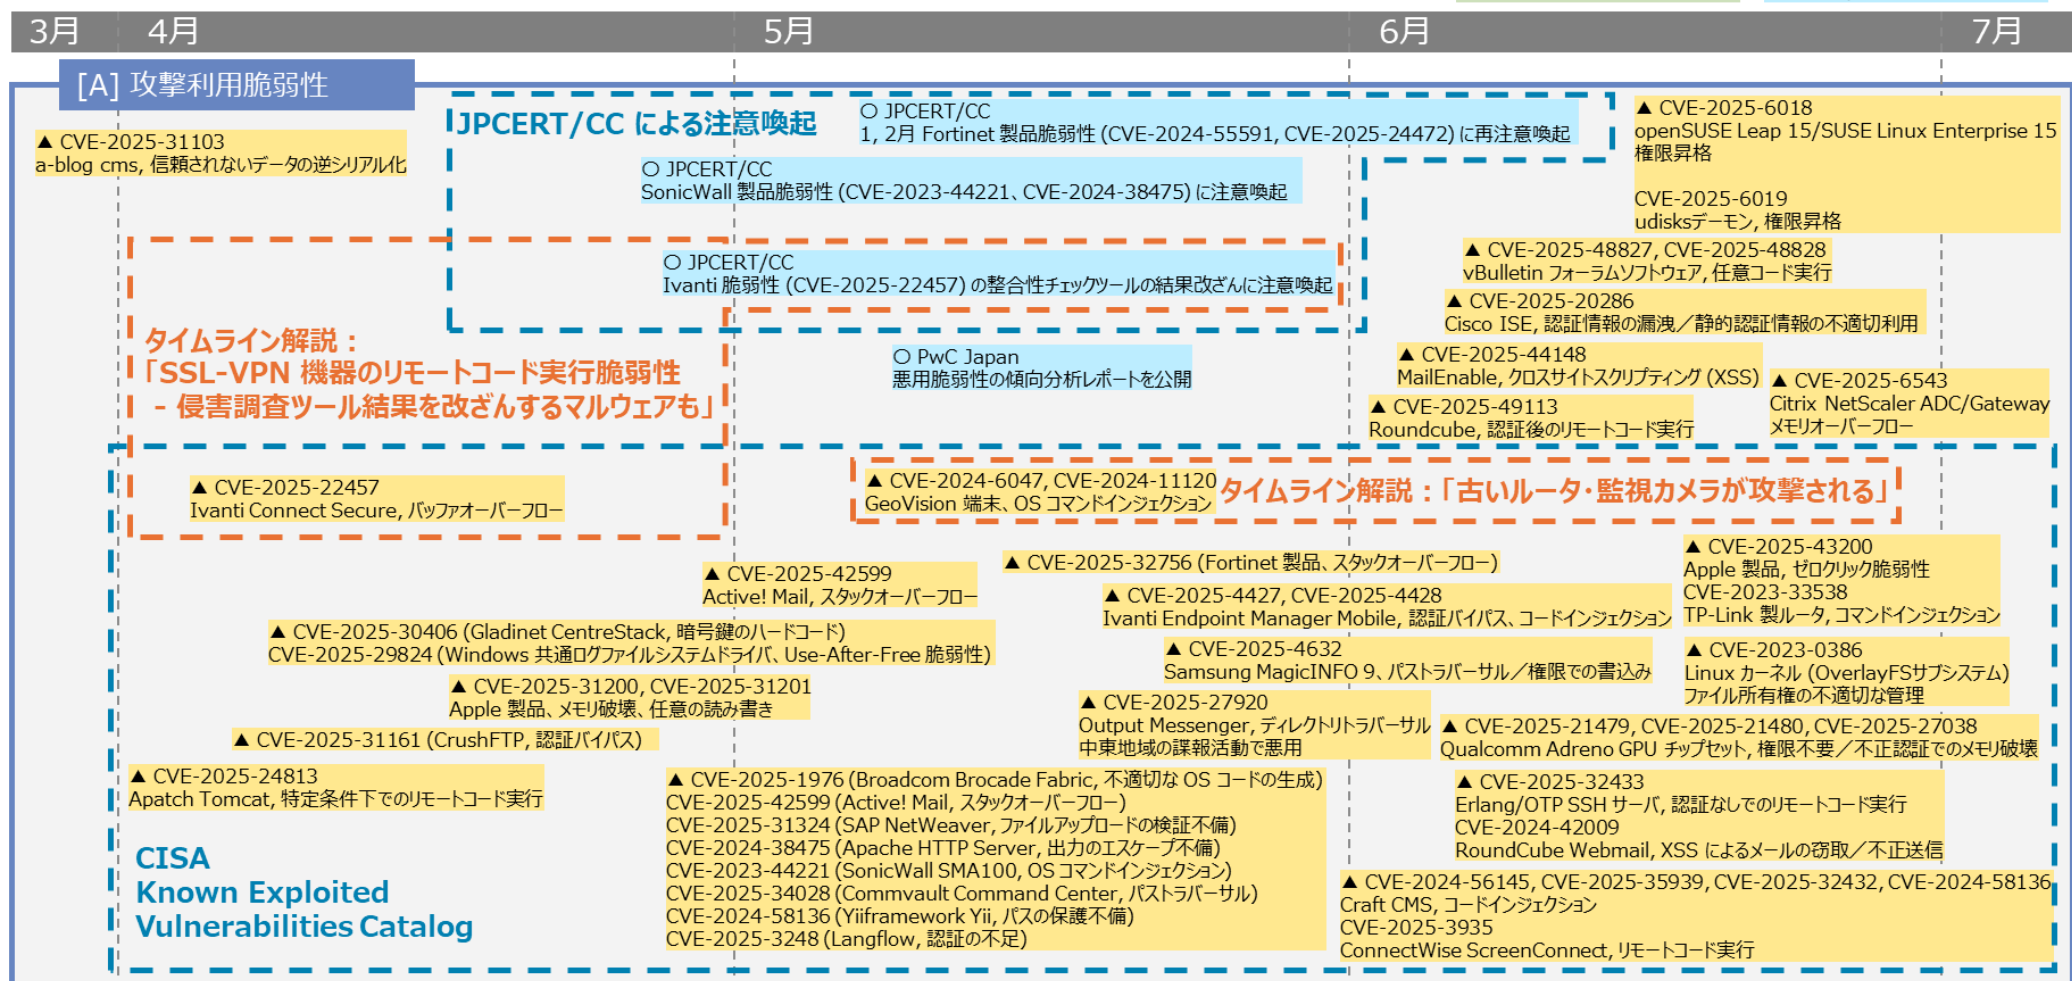 3月
4月
5月
6月
7月
[A] 攻撃利用脆弱性
▲ CVE-2025-31103
a-blog cms, 信頼されないデータの逆シリアル化
JPCERT/CC による注意喚起
○ JPCERT/CC
1, 2月 Fortinet 製品脆弱性 (CVE-2024-55591, CVE-2025-24472) に再注意喚起
○ JPCERT/CC
SonicWall 製品脆弱性 (CVE-2023-44221、CVE-2024-38475) に注意喚起
○ JPCERT/CC
Ivanti 脆弱性 (CVE-2025-22457) の整合性チェックツールの結果改ざんに注意喚起
▲ CVE-2025-6018
openSUSE Leap 15/SUSE Linux Enterprise 15
権限昇格
CVE-2025-6019
udisksデーモン, 権限昇格
▲ CVE-2025-48827, CVE-2025-48828
vBulletin フォーラムソフトウェア, 任意コード実行
▲ CVE-2025-20286
Cisco ISE, 認証情報の漏洩／静的認証情報の不適切利用
タイムライン解説：
「SSL-VPN 機器のリモートコード実行脆弱性
- 侵害調査ツール結果を改ざんするマルウェアも」
○ PwC Japan
悪用脆弱性の傾向分析レポートを公開
▲ CVE-2025-44148
MailEnable, クロスサイトスクリプティング (XSS)
▲ CVE-2025-6543
Citrix NetScaler ADC/Gateway
メモリオーバーフロー
▲ CVE-2025-49113
Roundcube, 認証後のリモートコード実行
▲ CVE-2025-22457
Ivanti Connect Secure, バッファオーバーフロー
▲ CVE-2024-6047, CVE-2024-11120
GeoVision 端末、OS コマンドインジェクション
タイムライン解説：「古いルータ・監視カメラが攻撃される」
▲ CVE-2025-42599
Active! Mail, スタックオーバーフロー
▲ CVE-2025-32756 (Fortinet 製品、スタックオーバーフロー)
▲ CVE-2025-43200
Apple 製品, ゼロクリック脆弱性
CVE-2023-33538
TP-Link 製ルータ, コマンドインジェクション
▲ CVE-2025-4427, CVE-2025-4428
Ivanti Endpoint Manager Mobile, 認証バイパス、コードインジェクション
▲ CVE-2025-30406 (Gladinet CentreStack, 暗号鍵のハードコード)
CVE-2025-29824 (Windows 共通ログファイルシステムドライバ、Use-After-Free 脆弱性)
▲ CVE-2025-4632
Samsung MagicINFO 9、パストラバーサル／権限での書込み
▲ CVE-2023-0386
Linux カーネル (OverlayFSサブシステム)
ファイル所有権の不適切な管理
▲ CVE-2025-31200, CVE-2025-31201
Apple 製品、メモリ破壊、任意の読み書き
▲ CVE-2025-27920
Output Messenger, ディレクトリトラバーサル
中東地域の諜報活動で悪用
▲ CVE-2025-21479, CVE-2025-21480, CVE-2025-27038
Qualcomm Adreno GPU チップセット, 権限不要／不正認証でのメモリ破壊
▲ CVE-2025-31161 (CrushFTP, 認証バイパス)
▲ CVE-2025-24813
Apatch Tomcat, 特定条件下でのリモートコード実行
▲ CVE-2025-1976 (Broadcom Brocade Fabric, 不適切な OS コードの生成)
CVE-2025-42599 (Active! Mail, スタックオーバーフロー)
CVE-2025-31324 (SAP NetWeaver, ファイルアップロードの検証不備)
CVE-2024-38475 (Apache HTTP Server, 出力のエスケープ不備)
CVE-2023-44221 (SonicWall SMA100, OS コマンドインジェクション)
CVE-2025-34028 (Commvault Command Center, パストラバーサル)
CVE-2024-58136 (Yiiframework Yii, パスの保護不備)
CVE-2025-3248 (Langflow, 認証の不足)
▲ CVE-2025-32433
Erlang/OTP SSH サーバ, 認証なしでのリモートコード実行
CVE-2024-42009
RoundCube Webmail, XSS によるメールの窃取／不正送信
▲ CVE-2024-56145, CVE-2025-35939, CVE-2025-32432, CVE-2024-58136
Craft CMS, コードインジェクション
CVE-2025-3935
ConnectWise ScreenConnect, リモートコード実行
CISA
Known Exploited
Vulnerabilities Catalog